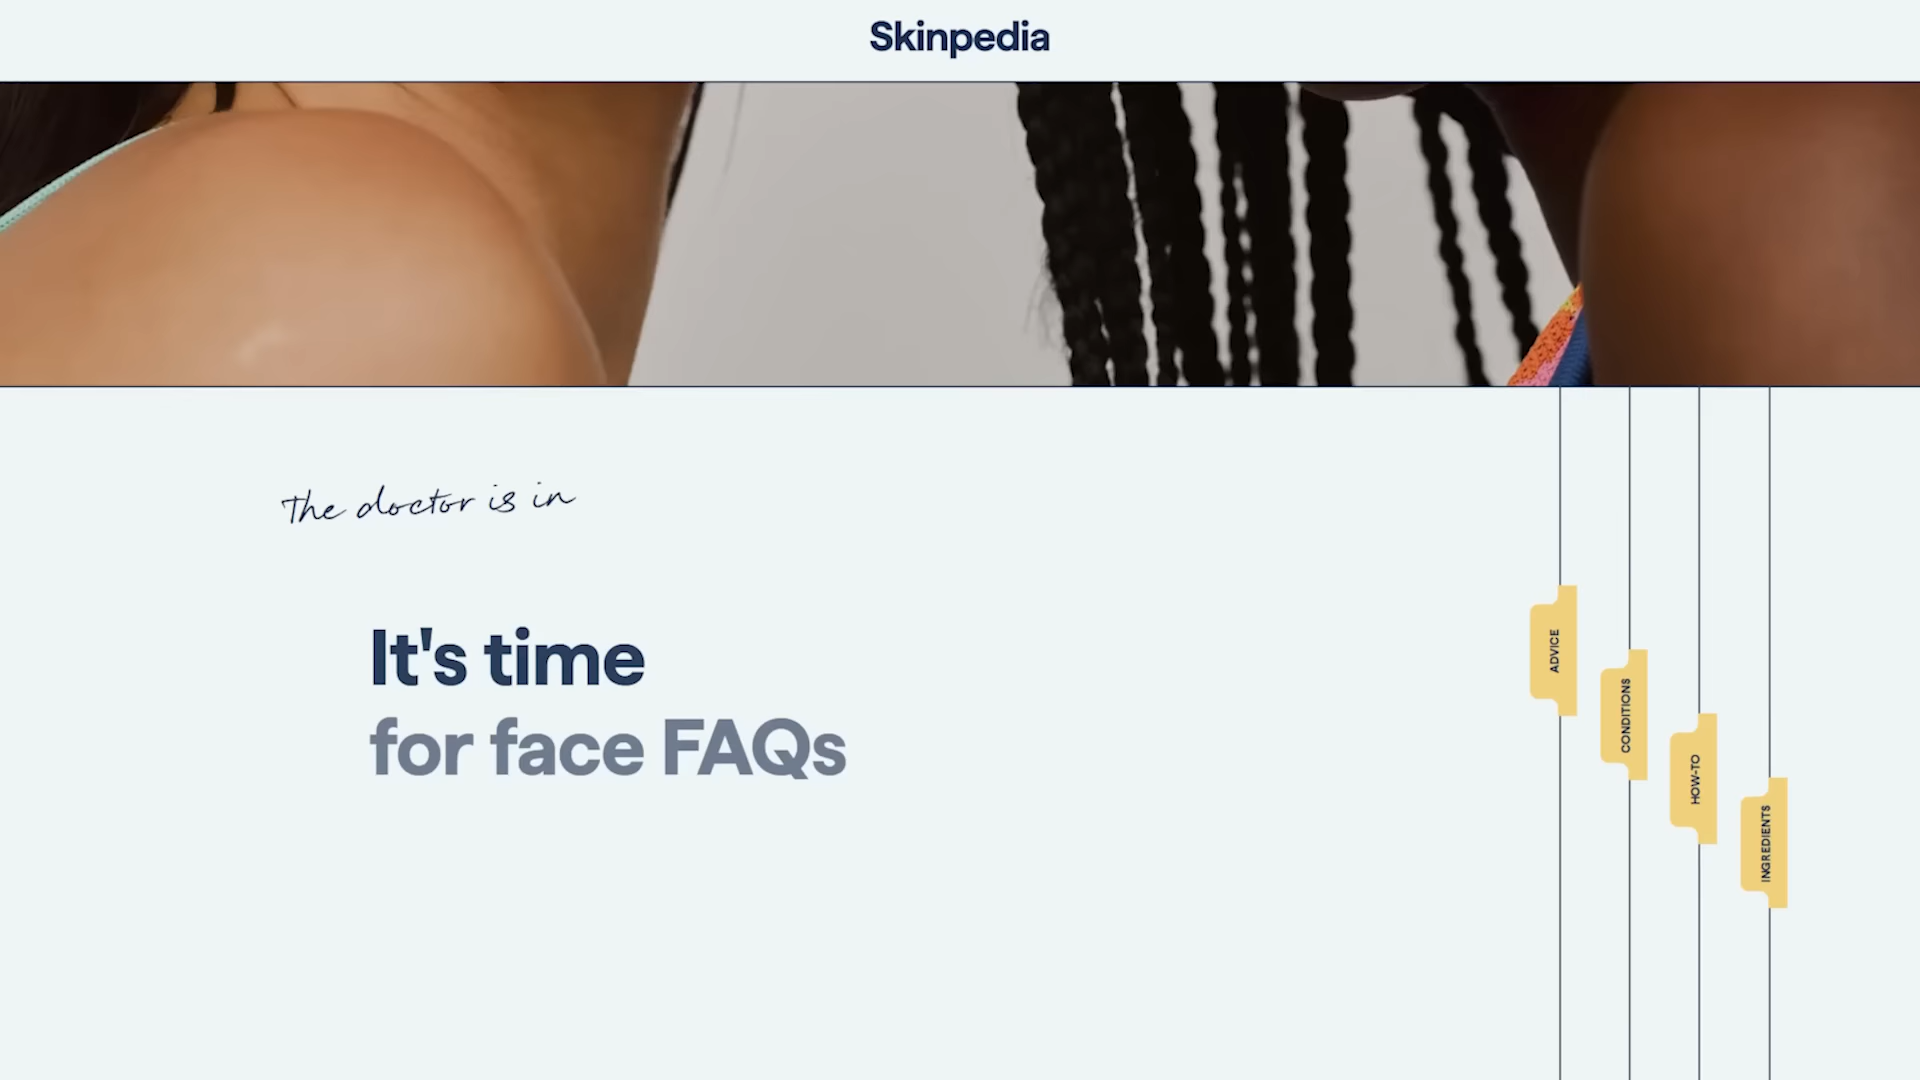 Skinpedia
The doctor is in
It's time
for face FAQs
ADVICE
CONDITIONS
HOW-TO
INGREDIENTS